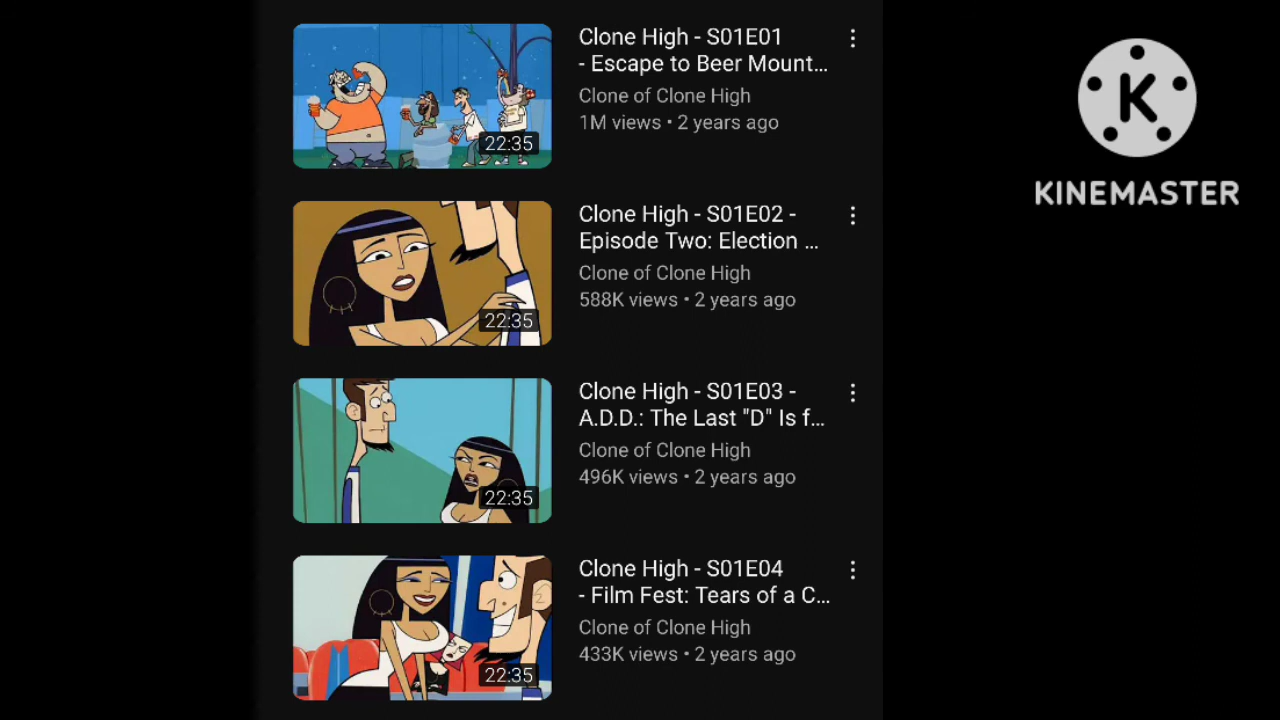 Clone High - S01E01
- Escape to Beer Mount...
Clone of Clone High
1M views • 2 years ago
22:35
K
KINEMASTER
Clone High - S01E02 -
Episode Two: Election ...
Clone of Clone High
588K views • 2 years ago
22:35
Clone High - S01E03 -
A.D.D.: The Last "D" Is f...
Clone of Clone High
496K views • 2 years ago
22:35
Clone High - S01E04
- Film Fest: Tears of a C...
Clone of Clone High
433K views • 2 years ago
22:35